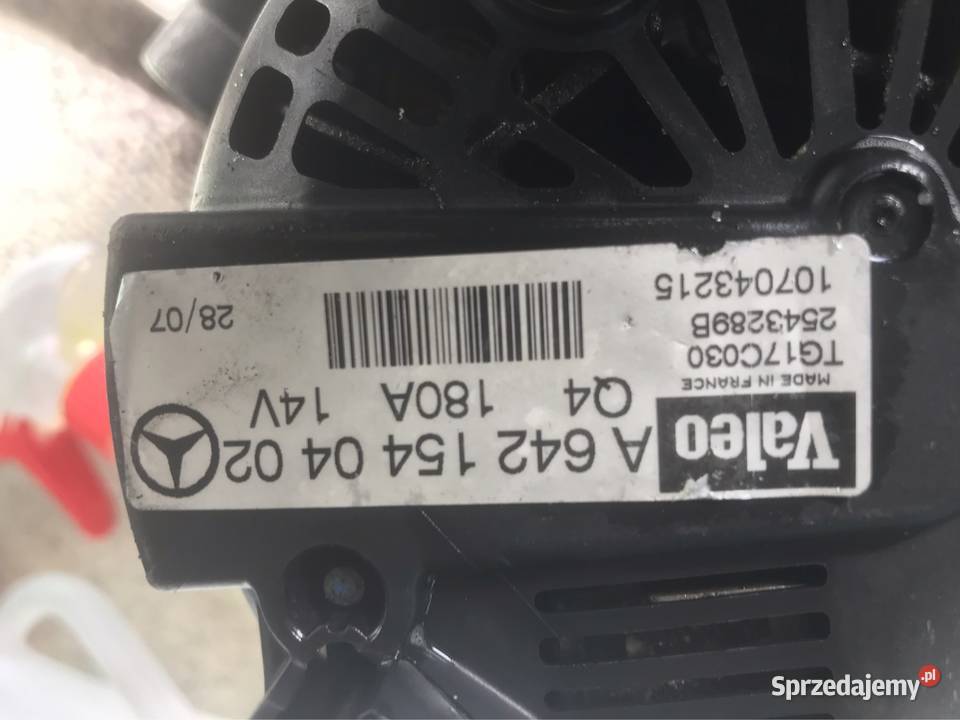 Valeo
A 642 154 04 02
MADE IN FRANCE
Q4 180A 14V
TG17C030
2543289B
107043215
28/07
Sprzedajemy.pl